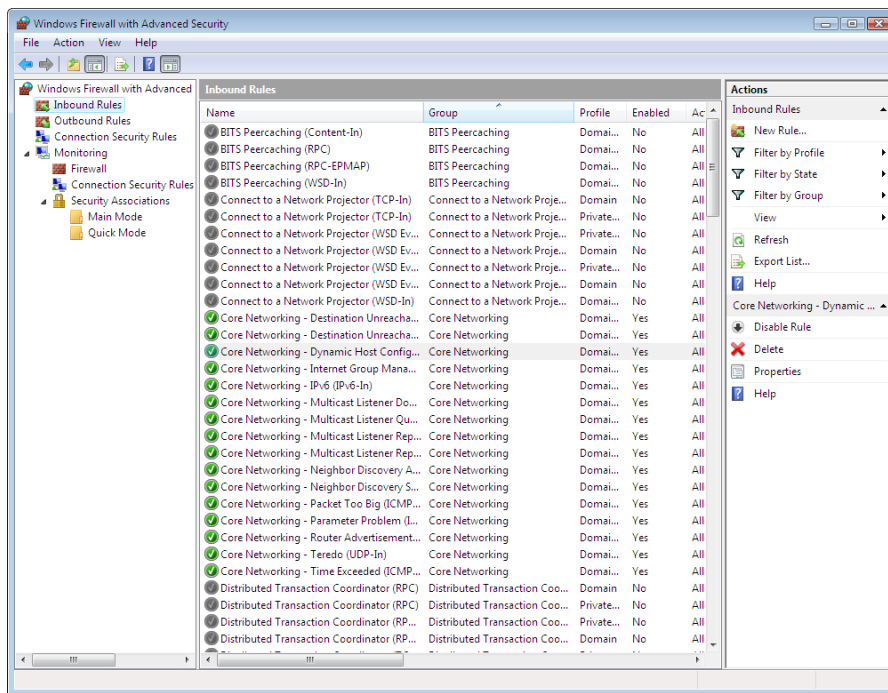 Windows Firewall with Advanced Security
File Action View Help
Windows Firewall with Advanced
Inbound Rules
Outbound Rules
Connection Security Rules
Monitoring
Firewall
Connection Security Rules
Security Associations
Main Mode
Quick Mode
Inbound Rules
Name Group Profile Enabled Ac
BITS Peercaching (Content-In) BITS Peercaching Domai... No All
BITS Peercaching (RPC) BITS Peercaching Domai... No All
BITS Peercaching (RPC-EPMAP) BITS Peercaching Domai... No All
BITS Peercaching (WSD-In) BITS Peercaching Domai... No All
Connect to a Network Projector (TCP-In) Connect to a Network Proje... Domain No All
Connect to a Network Projector (TCP-In) Connect to a Network Proje... Private... No All
Connect to a Network Projector (WSD Ev... Connect to a Network Proje... Private... No All
Connect to a Network Projector (WSD Ev... Connect to a Network Proje... Domain No All
Connect to a Network Projector (WSD Ev... Connect to a Network Proje... Private... No All
Connect to a Network Projector (WSD Ev... Connect to a Network Proje... Domain No All
Connect to a Network Projector (WSD-In) Connect to a Network Proje... Domain No All
Core Networking - Destination Unreacha... Core Networking Domai... Yes All
Core Networking - Destination Unreacha... Core Networking Domai... Yes All
Core Networking - Dynamic Host Config... Core Networking Domai... Yes All
Core Networking - Internet Group Mana... Core Networking Domai... Yes All
Core Networking - IPv6 (IPv6-In) Core Networking Domai... Yes All
Core Networking - Multicast Listener Do... Core Networking Domai... Yes All
Core Networking - Multicast Listener Qu... Core Networking Domai... Yes All
Core Networking - Multicast Listener Rep... Core Networking Domai... Yes All
Core Networking - Multicast Listener Rep... Core Networking Domai... Yes All
Core Networking - Neighbor Discovery A... Core Networking Domai... Yes All
Core Networking - Neighbor Discovery S... Core Networking Domai... Yes All
Core Networking - Packet Too Big (ICMP... Core Networking Domai... Yes All
Core Networking - Parameter Problem (I... Core Networking Domai... Yes All
Core Networking - Router Advertisement... Core Networking Domai... Yes All
Core Networking - Teredo (UDP-In) Core Networking Domai... Yes All
Core Networking - Time Exceeded (ICMP... Core Networking Domai... Yes All
Distributed Transaction Coordinator (RPC) Distributed Transaction Coo... Domain No All
Distributed Transaction Coordinator (RPC) Distributed Transaction Coo... Private... No All
Distributed Transaction Coordinator (RP... Distributed Transaction Coo... Private... No All
Distributed Transaction Coordinator (RP... Distributed Transaction Coo... Domain No All
Actions
Inbound Rules
New Rule...
Filter by Profile
Filter by State
Filter by Group
View
Refresh
Export List...
Help
Core Networking - Dynamic ...
Disable Rule
Delete
Properties
Help